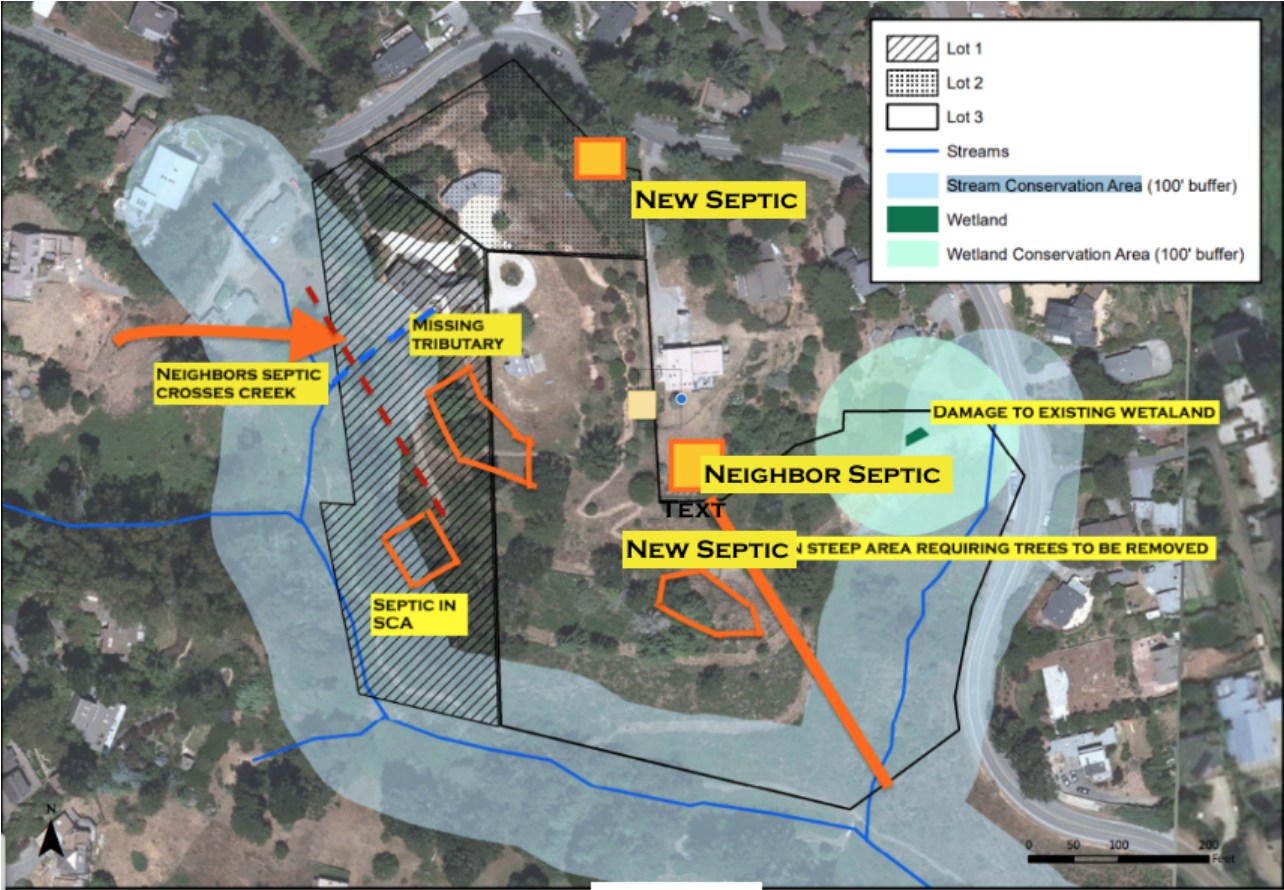 Lot 1
Lot 2
Lot 3
Streams
Stream Conservation Area (100' buffer)
Wetland
Wetland Conservation Area (100' buffer)
NEW SEPTIC
MISSING
TRIBUTARY
NEIGHBORS SEPTIC
CROSSES CREEK
DAMAGE TO EXISTING WETALAND
NEIGHBOR SEPTIC
TEXT
NEW SEPTIC
STEEP AREA REQUIRING TREES TO BE REMOVED
SEPTIC IN
SCA
N
0 50 100 200
Feet